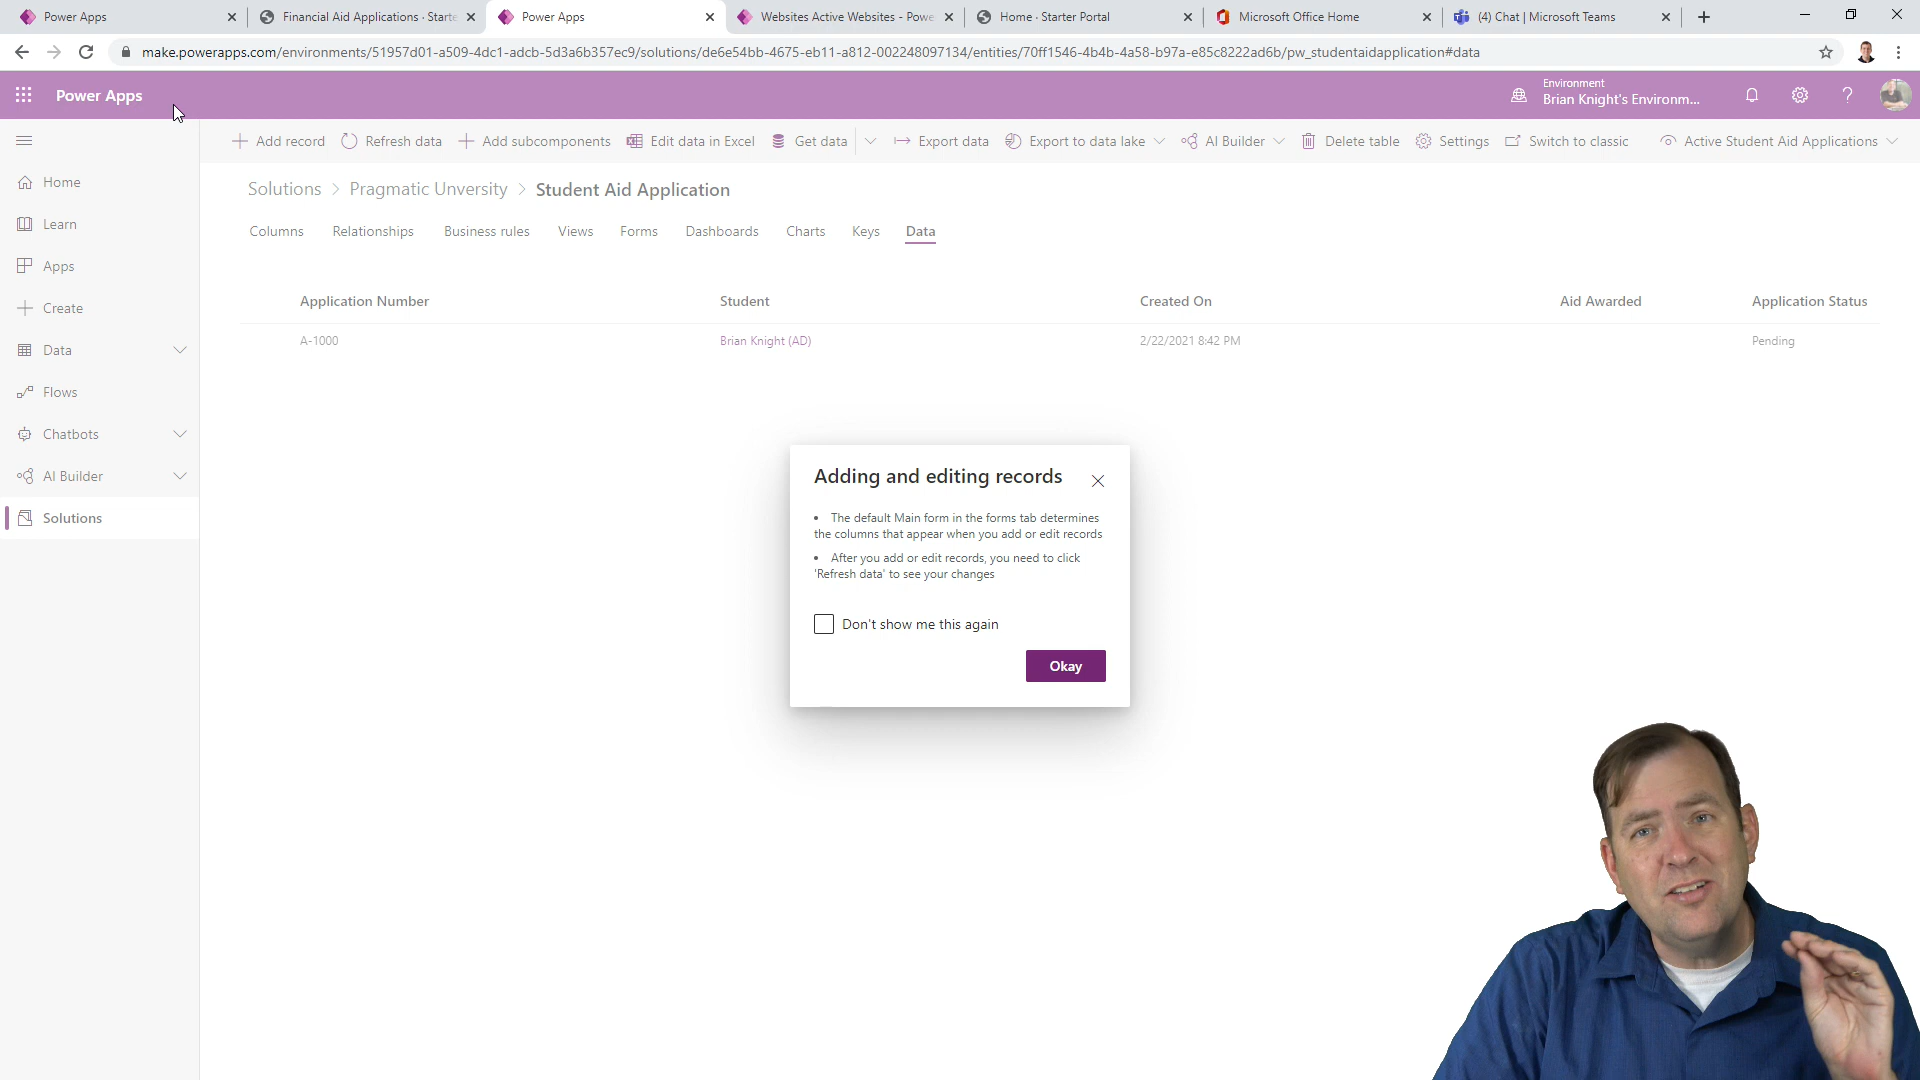 Power Apps
Financial Aid Applications · Starte
Power Apps
Websites Active Websites - Powe
Home · Starter Portal
Microsoft Office Home
(4) Chat | Microsoft Teams
make.powerapps.com/environments/51957d01-a509-4dc1-adcb-5d3a6b357ec9/solutions/de6e54bb-4675-eb11-a812-002248097134/entities/70ff1546-4b4b-4a58-b97a-e85c8222ad6b/pw_studentaidapplication#data
Power Apps
Environment
Brian Knight's Environm...
Add record
Refresh data
Add subcomponents
Edit data in Excel
Get data
Export data
Export to data lake
AI Builder
Delete table
Settings
Switch to classic
Active Student Aid Applications
Home
Learn
Apps
Create
Data
Flows
Chatbots
AI Builder
Solutions
Solutions > Pragmatic Unversity > Student Aid Application
Columns Relationships Business rules Views Forms Dashboards Charts Keys Data
Application Number Student Created On Aid Awarded Application Status
A-1000 Brian Knight (AD) 2/22/2021 8:42 PM Pending
Adding and editing records
• The default Main form in the forms tab determines
the columns that appear when you add or edit records
• After you add or edit records, you need to click
'Refresh data' to see your changes
Don't show me this again
Okay